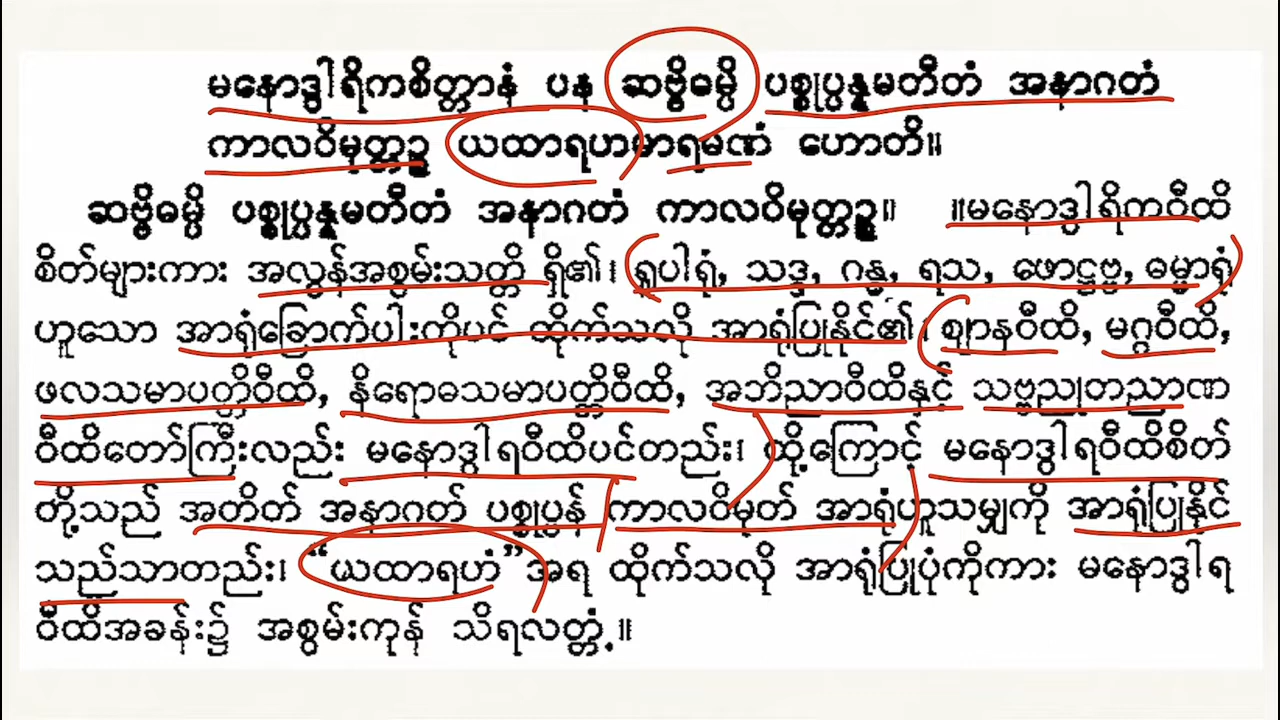 မနောဒွါရိကစိတ္တာနံ ပန ဆဗ္ဗိဓမ္ပိ ပစ္စုပ္ပန္နမတီတံ အနာဂတံ
ကာလဝိမုတ္တဉ္စ ယထာရဟမာရမဏံ ဟောတိ။
ဆဗ္ဗိဓမ္ပိ ပစ္စုပ္ပန္နမတီတံ အနာဂတံ ကာလဝိမုတ္တဉ္စ။ ။မနောဒွါရိကဝီထိ
စိတ်များကား အလွန်အစွမ်းသတ္တိ ရှိ၏၊ ရူပါရုံ, သဒ္ဒ, ဂန္ဓ, ရသ, ဖောဋ္ဌဗ္ဗ, ဓမ္မာရုံ
ဟူသော အာရုံခြောက်ပါးကိုပင် ထိုက်သလို အာရုံပြုနိုင်၏၊ ဈာနဝီထိ, မဂ္ဂဝီထိ,
ဖလသမာပတ္တိဝီထိ, နိရောဓသမာပတ္တိဝီထိ, အဘိညာဝီထိနှင့် သဗ္ဗညုတညာဏ
ဝီထိတော်ကြီးလည်း မနောဒွါရဝီထိပင်တည်း၊ ထို့ကြောင့် မနောဒွါရဝီထိစိတ်
တို့သည် အတိတ် အနာဂတ် ပစ္စုပ္ပန် ကာလဝိမုတ် အာရုံဟူသမျှကို အာရုံပြုနိုင်
သည်သာတည်း၊ “ယထာရဟံ” အရ ထိုက်သလို အာရုံပြုပုံကိုကား မနောဒွါရ
ဝီထိအခန်း၌ အစွမ်းကုန် သိရလတ္တံ့။